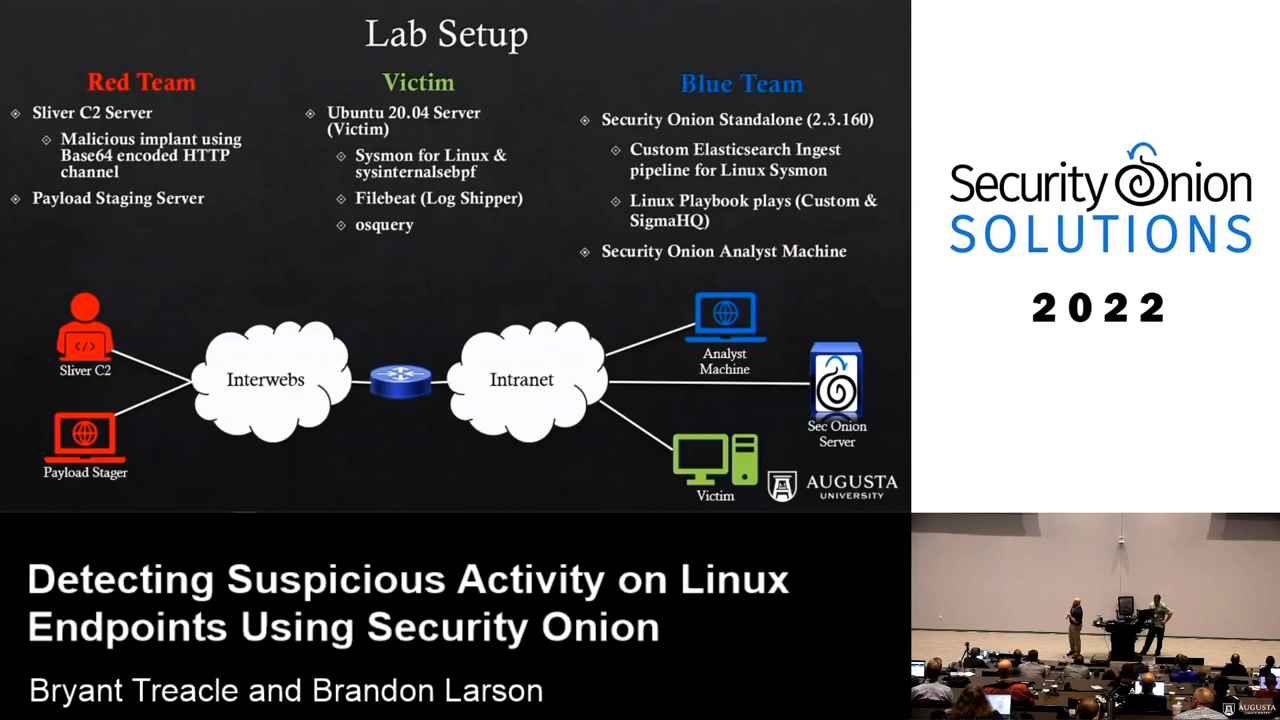 Lab Setup
Red Team
Sliver C2 Server
Malicious implant using
Base64 encoded HTTP
channel
Payload Staging Server
Victim
Ubuntu 20.04 Server
(Victim)
Sysmon for Linux &
sysinternalsebpf
Filebeat (Log Shipper)
osquery
Blue Team
Security Onion Standalone (2.3.160)
Custom Elasticsearch Ingest
pipeline for Linux Sysmon
Linux Playbook plays (Custom &
SigmaHQ)
Security Onion Analyst Machine
Sliver C2
Payload Stager
Interwebs
Intranet
Analyst
Machine
Sec Onion
Server
Victim
AUGUSTA
UNIVERSITY
Security Onion
SOLUTIONS
2022
Detecting Suspicious Activity on Linux
Endpoints Using Security Onion
Bryant Treacle and Brandon Larson
AUGUSTA
UNIVERSITY